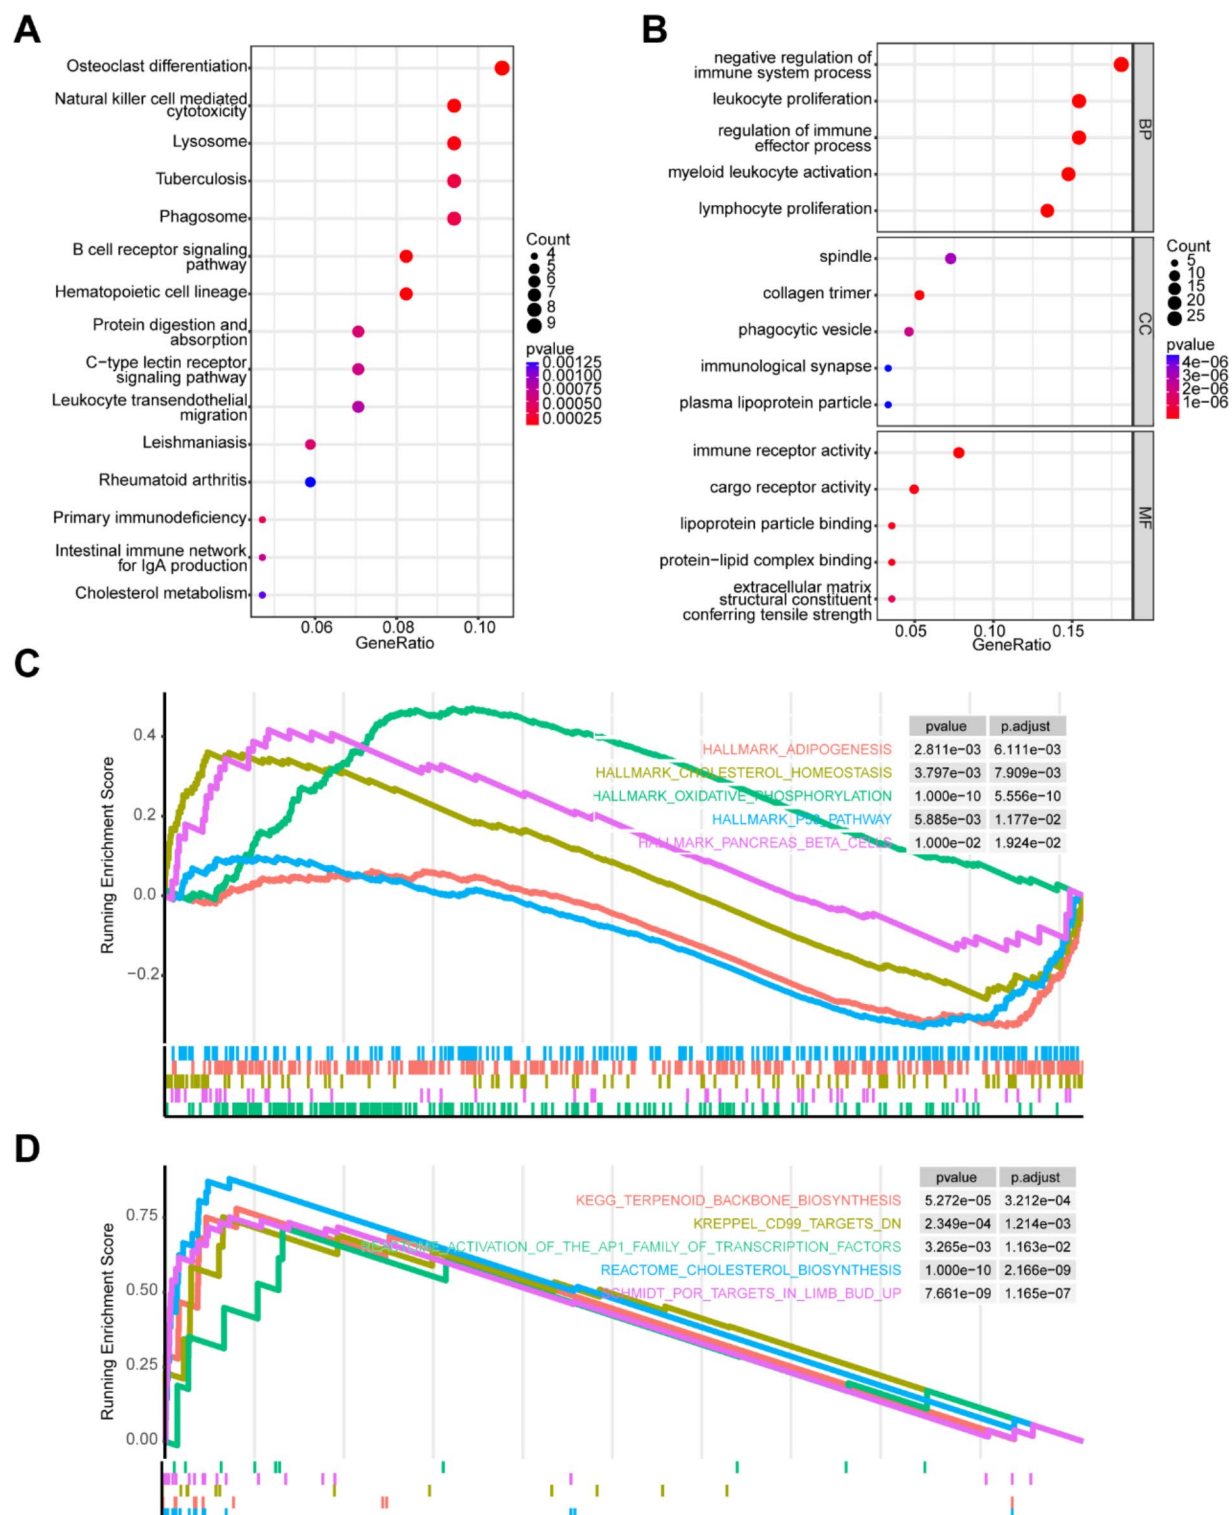 A
Osteoclast differentiation
Natural killer cell mediated
cytotoxicity
Lysosome
Tuberculosis
Phagosome
B cell receptor signaling
pathway
Hematopoietic cell lineage
Protein digestion and
absorption
C-type lectin receptor
signaling pathway
Leukocyte transendothelial
migration
Leishmaniasis
Rheumatoid arthritis
Primary immunodeficiency
Intestinal immune network
for IgA production
Cholesterol metabolism
0.06 0.08 0.10
GeneRatio
Count
4
5
6
7
8
9
pvalue
0.00125
0.00100
0.00075
0.00050
0.00025
B
negative regulation of
immune system process
leukocyte proliferation
regulation of immune
effector process
myeloid leukocyte activation
lymphocyte proliferation
BP
spindle
collagen trimer
phagocytic vesicle
immunological synapse
plasma lipoprotein particle
CC
immune receptor activity
cargo receptor activity
lipoprotein particle binding
protein-lipid complex binding
extracellular matrix
structural constituent
conferring tensile strength
MF
0.05 0.10 0.15
GeneRatio
Count
5
10
15
20
25
pvalue
4e-06
3e-06
2e-06
1e-06
C
Running Enrichment Score
0.4
0.2
0.0
-0.2
pvalue p.adjust
HALLMARK_ADIPOGENESIS 2.811e-03 6.111e-03
HALLMARK_CHOLESTEROL_HOMEOSTASIS 3.797e-03 7.909e-03
HALLMARK_OXIDATIVE_PHOSPHORYLATION 1.000e-10 5.556e-10
HALLMARK_P53_PATHWAY 5.885e-03 1.177e-02
HALLMARK_PANCREAS_BETA_CELLS 1.000e-02 1.924e-02
D
Running Enrichment Score
0.75
0.50
0.25
0.00
pvalue p.adjust
KEGG_TERPENOID_BACKBONE_BIOSYNTHESIS 5.272e-05 3.212e-04
KREPPEL_CD99_TARGETS_DN 2.349e-04 1.214e-03
REACTOME_ACTIVATION_OF_THE_AP1_FAMILY_OF_TRANSCRIPTION_FACTORS 3.265e-03 1.163e-02
REACTOME_CHOLESTEROL_BIOSYNTHESIS 1.000e-10 2.166e-09
SCHMIDT_POR_TARGETS_IN_LIMB_BUD_UP 7.661e-09 1.165e-07